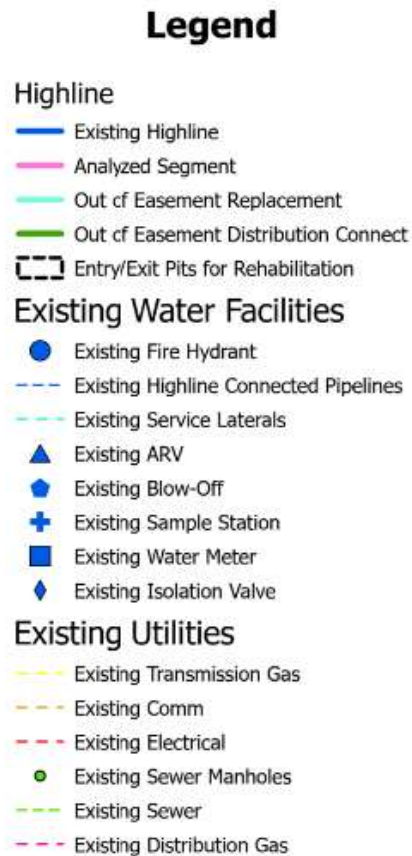 Legend
Highline
Existing Highline
Analyzed Segment
Out cf Easement Replacement
Out cf Easement Distribution Connect
Entry/Exit Pits for Rehabilitation
Existing Water Facilities
Existing Fire Hydrant
Existing Highline Connected Pipelines
Existing Service Laterals
Existing ARV
Existing Blow-Off
Existing Sample Station
Existing Water Meter
Existing Isolation Valve
Existing Utilities
Existing Transmission Gas
Existing Comm
Existing Electrical
Existing Sewer Manholes
Existing Sewer
Existing Distribution Gas